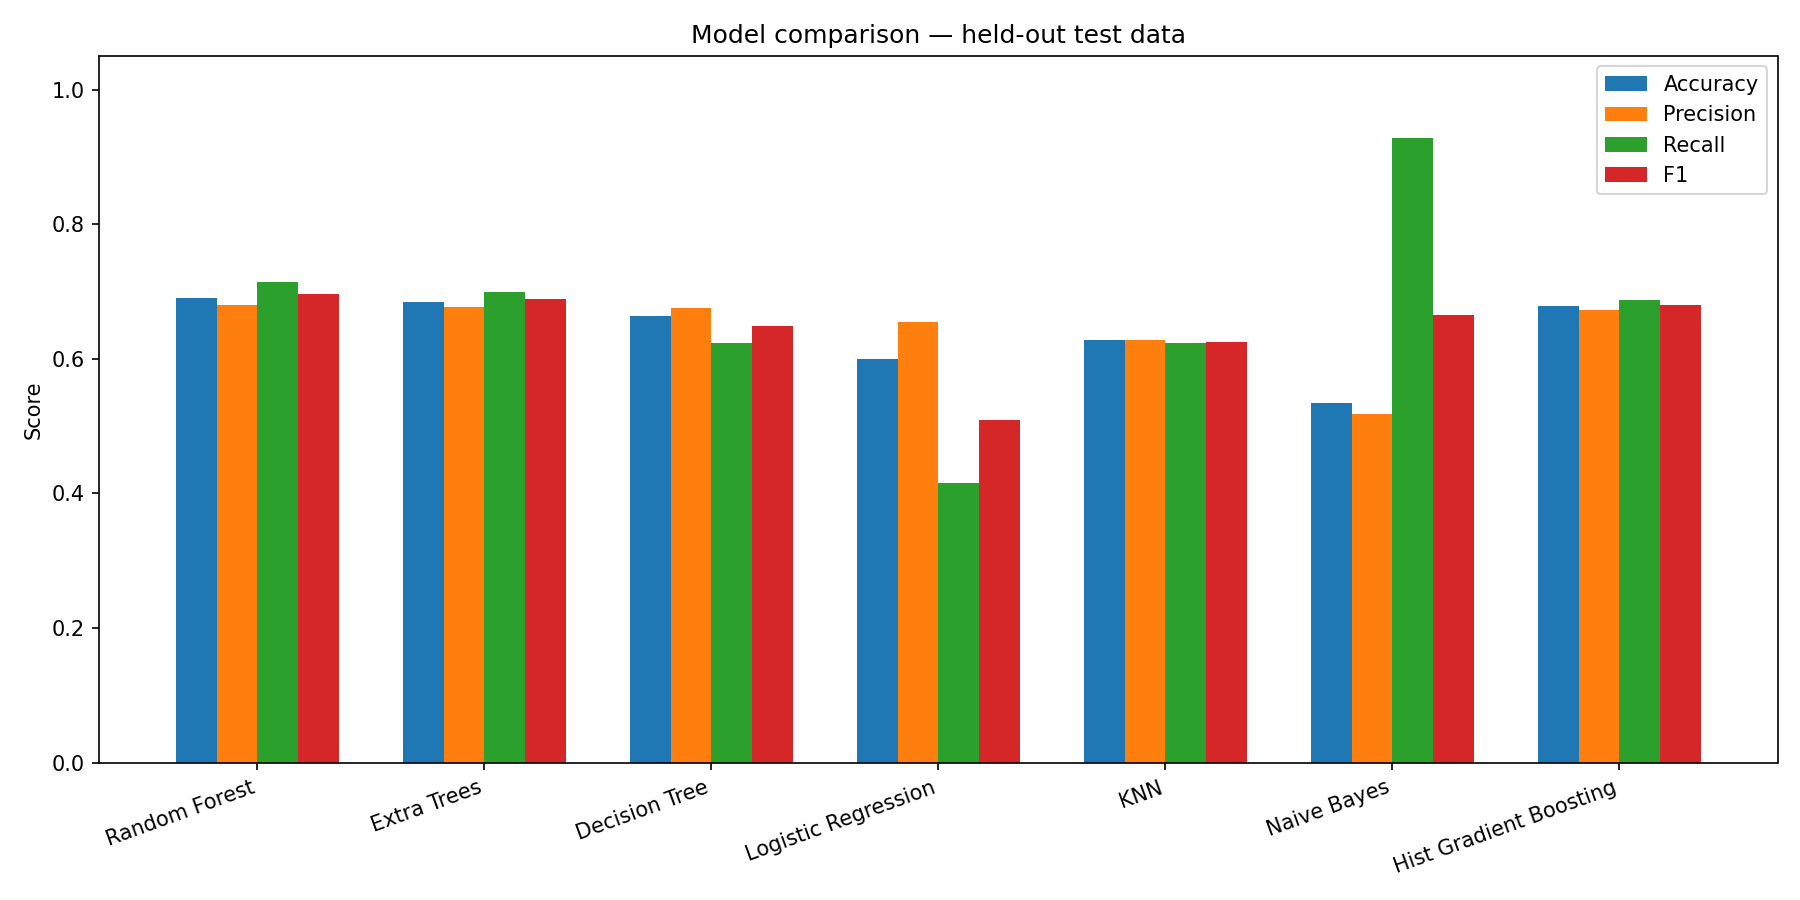 Model comparison — held-out test data
Accuracy
Precision
Recall
F1
1.0
0.8
0.6
0.4
0.2
0.0
Score
Random Forest
Extra Trees
Decision Tree
Logistic Regression
KNN
Naive Bayes
Hist Gradient Boosting